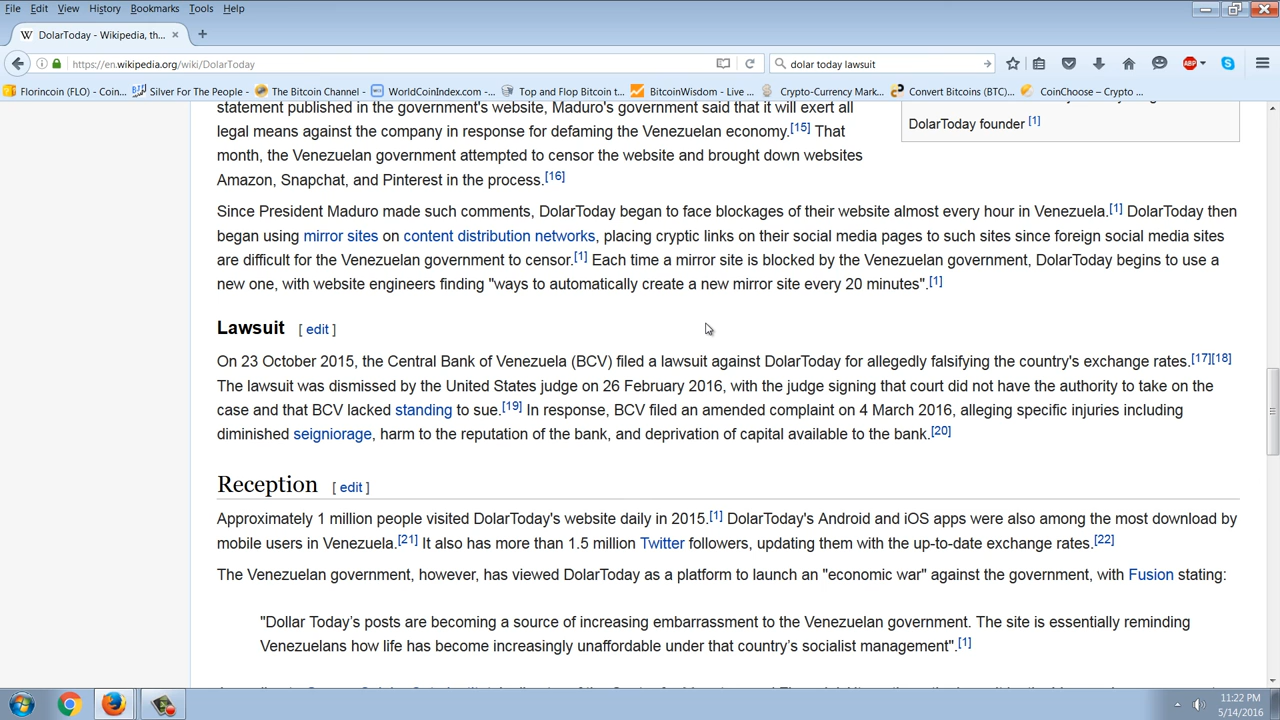 File Edit View History Bookmarks Tools Help
DolarToday - Wikipedia, th...
https://en.wikipedia.org/wiki/DolarToday
dolar today lawsuit
ABP
Florincoin (FLO) - Coin... Silver For The People - The Bitcoin Channel - WorldCoinIndex.com -... Top and Flop Bitcoin t... BitcoinWisdom - Live ... Crypto-Currency Mark... Convert Bitcoins (BTC)... CoinChoose – Crypto ...
statement published in the government's website, Maduro's government said that it will exert all
legal means against the company in response for defaming the Venezuelan economy.[15] That
month, the Venezuelan government attempted to censor the website and brought down websites
Amazon, Snapchat, and Pinterest in the process.[16]
DolarToday founder [1]
Since President Maduro made such comments, DolarToday began to face blockages of their website almost every hour in Venezuela.[1] DolarToday then
began using mirror sites on content distribution networks, placing cryptic links on their social media pages to such sites since foreign social media sites
are difficult for the Venezuelan government to censor.[1] Each time a mirror site is blocked by the Venezuelan government, DolarToday begins to use a
new one, with website engineers finding "ways to automatically create a new mirror site every 20 minutes".[1]
Lawsuit [ edit ]
On 23 October 2015, the Central Bank of Venezuela (BCV) filed a lawsuit against DolarToday for allegedly falsifying the country's exchange rates.[17][18]
The lawsuit was dismissed by the United States judge on 26 February 2016, with the judge signing that court did not have the authority to take on the
case and that BCV lacked standing to sue.[19] In response, BCV filed an amended complaint on 4 March 2016, alleging specific injuries including
diminished seigniorage, harm to the reputation of the bank, and deprivation of capital available to the bank.[20]
Reception [ edit ]
Approximately 1 million people visited DolarToday's website daily in 2015.[1] DolarToday's Android and iOS apps were also among the most download by
mobile users in Venezuela.[21] It also has more than 1.5 million Twitter followers, updating them with the up-to-date exchange rates.[22]
The Venezuelan government, however, has viewed DolarToday as a platform to launch an "economic war" against the government, with Fusion stating:
"Dollar Today's posts are becoming a source of increasing embarrassment to the Venezuelan government. The site is essentially reminding
Venezuelans how life has become increasingly unaffordable under that country's socialist management".[1]
11:22 PM
5/14/2016